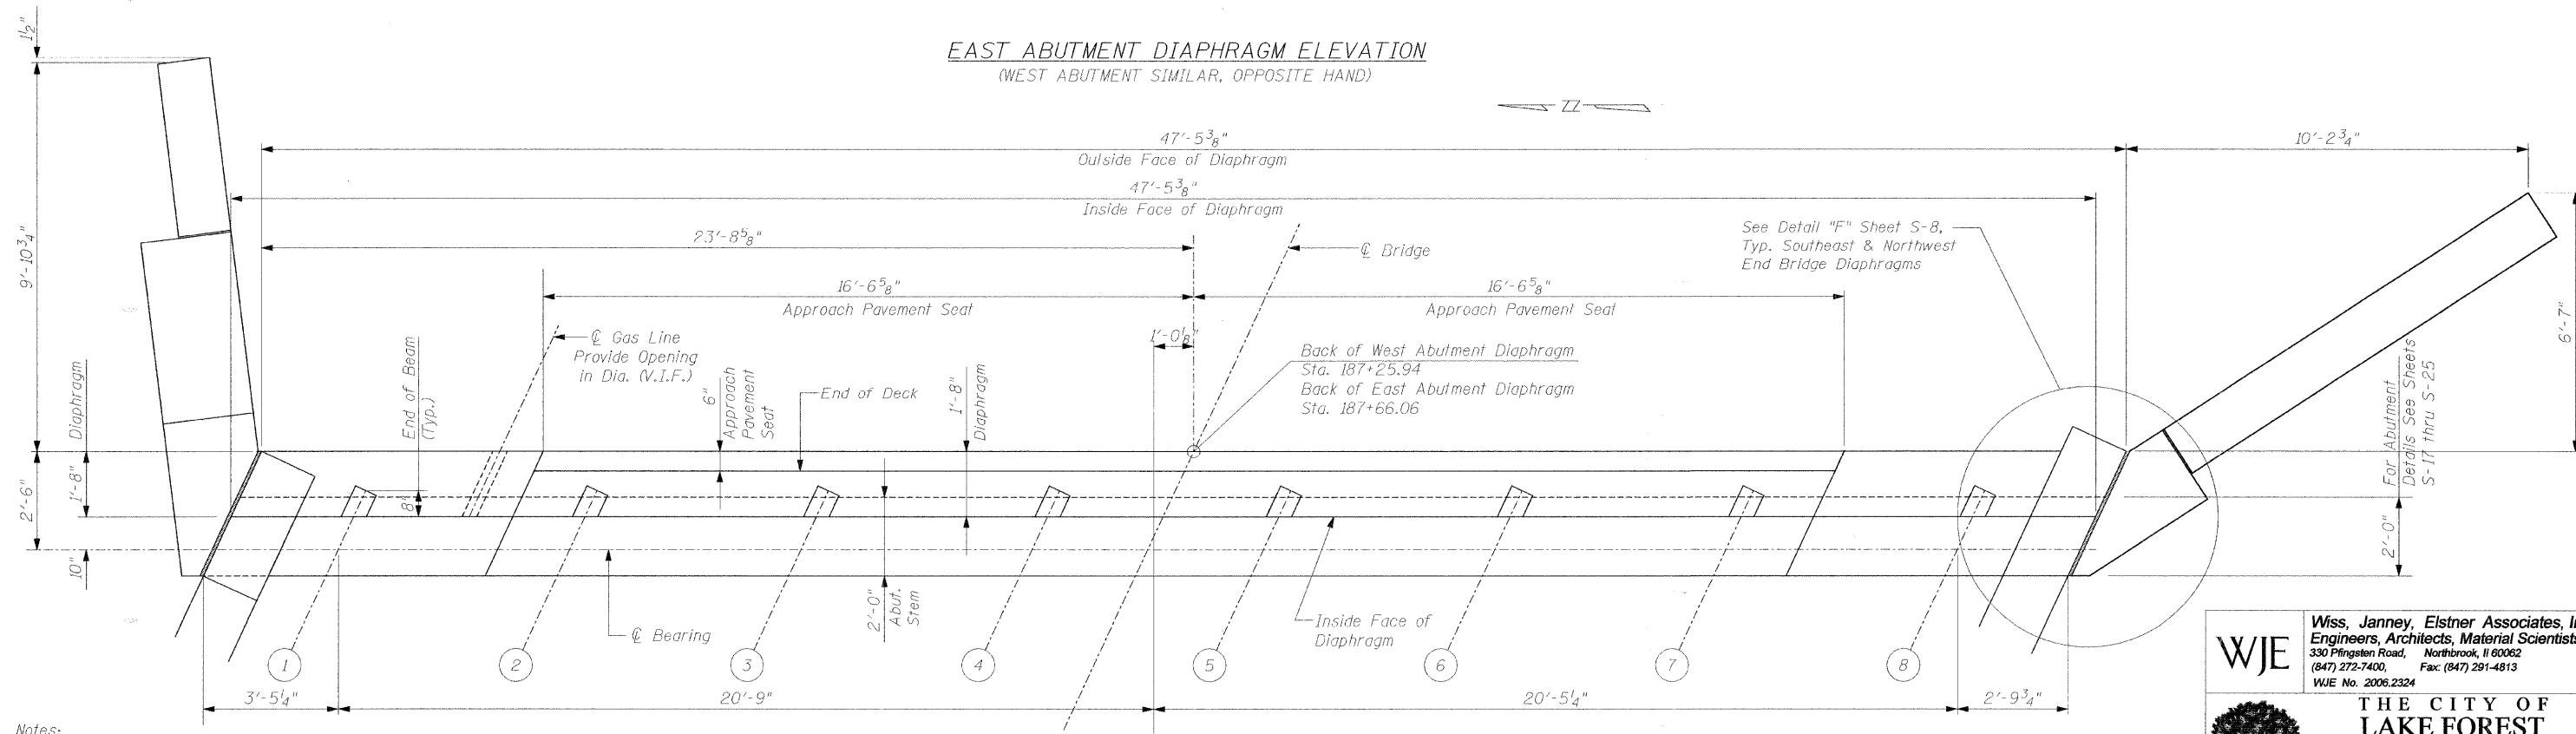 EAST ABUTMENT DIAPHRAGM ELEVATION
(WEST ABUTMENT SIMILAR, OPPOSITE HAND)
1½"
9'-10¾"
2'-6"
1'-8"
Diaphragm
10"
47'-5⅜"
Outside Face of Diaphragm
47'-5⅜"
Inside Face of Diaphragm
10'-2¾"
6'-7"
23'-8⅝"
℄ Bridge
16'-6⅝"
Approach Pavement Seat
16'-6⅝"
Approach Pavement Seat
1'-0⅛"
See Detail "F" Sheet S-8,
Typ. Southeast & Northwest
End Bridge Diaphragms
℄ Gas Line
Provide Opening
in Dia. (V.I.F.)
End of Beam
(Typ.)
8"
6"
Approach
Pavement
Seat
End of Deck
1'-8"
Diaphragm
Back of West Abutment Diaphragm
Sta. 187+25.94
Back of East Abutment Diaphragm
Sta. 187+66.06
For Abutment
Details See Sheets
S-17 thru S-25
2'-0"
2'-0"
Abut.
Stem
℄ Bearing
Inside Face of
Diaphragm
1
2
3
4
5
6
7
8
3'-5¼"
20'-9"
20'-5¼"
2'-9¾"
Notes:
WJE
Wiss, Janney, Elstner Associates,
Engineers, Architects, Material Scientists
330 Pfingsten Road, Northbrook, Il 60062
(847) 272-7400, Fax: (847) 291-4813
WJE No. 2006.2324
THE CITY OF
LAKE FOREST